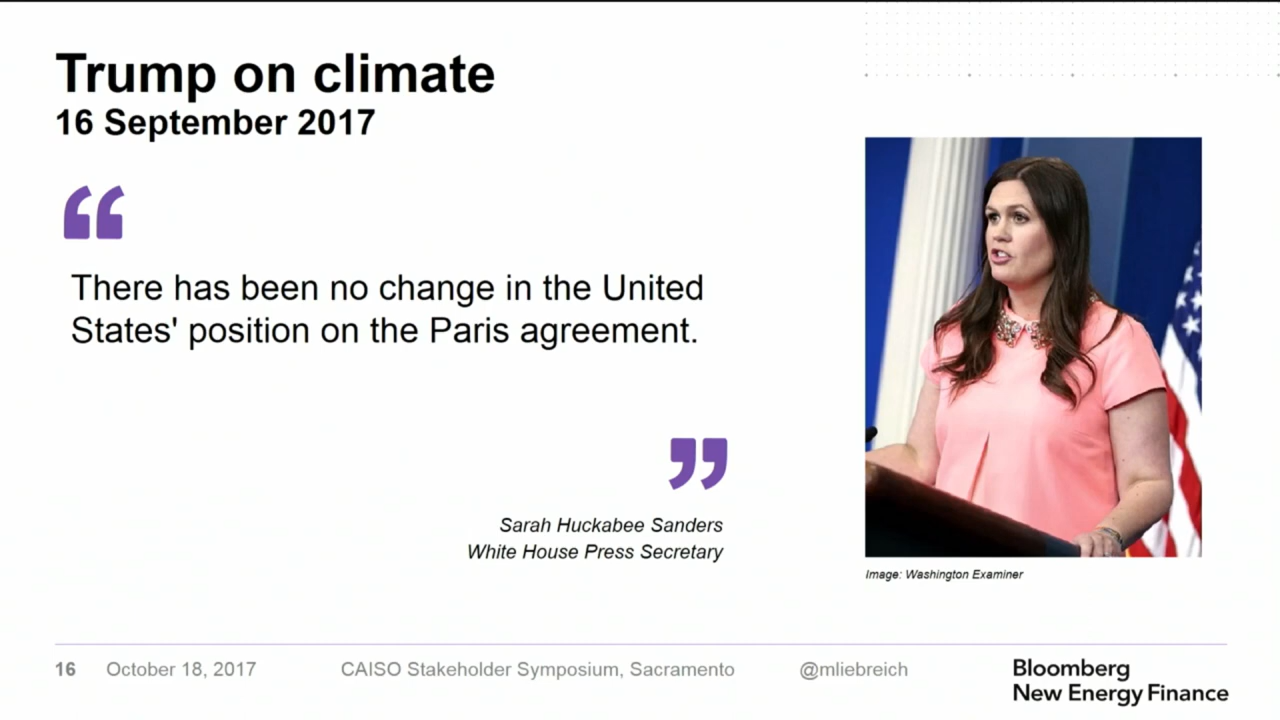 Trump on climate
16 September 2017
“
There has been no change in the United
States' position on the Paris agreement.
”
Sarah Huckabee Sanders
White House Press Secretary
Image: Washington Examiner
16 October 18, 2017 CAISO Stakeholder Symposium, Sacramento @mliebreich
Bloomberg
New Energy Finance